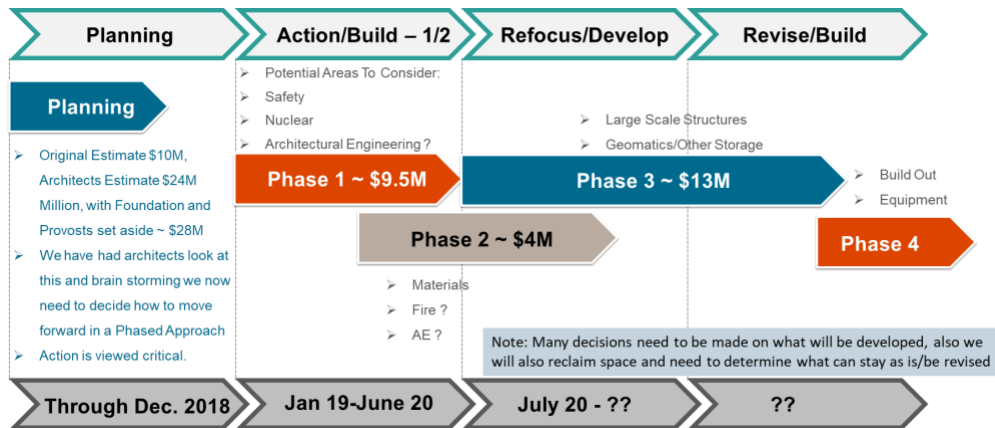 Planning
Action/Build – 1/2
Refocus/Develop
Revise/Build
Planning
Original Estimate $10M,
Architects Estimate $24M
Million, with Foundation and
Provosts set aside ~ $28M
We have had architects look at
this and brain storming we now
need to decide how to move
forward in a Phased Approach
Action is viewed critical.
Potential Areas To Consider:
Safety
Nuclear
Architectural Engineering ?
Phase 1 ~ $9.5M
Phase 2 ~ $4M
Materials
Fire ?
AE ?
Large Scale Structures
Geomatics/Other Storage
Phase 3 ~ $13M
Build Out
Equipment
Phase 4
Note: Many decisions need to be made on what will be developed, also we
will also reclaim space and need to determine what can stay as is/be revised
Through Dec. 2018
Jan 19-June 20
July 20 - ??
??